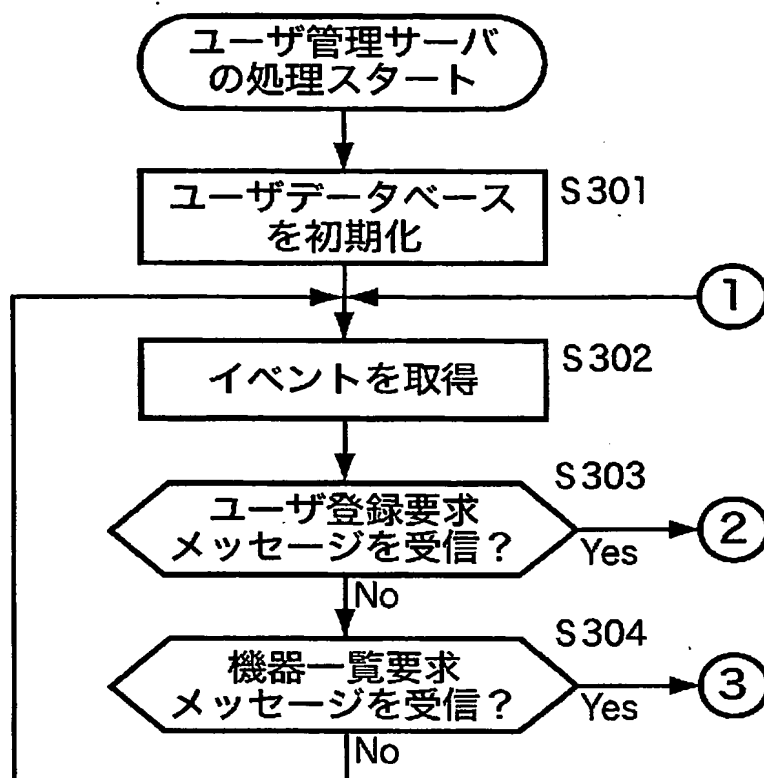 ユーザ管理サーバ
の処理スタート
ユーザデータベース
を初期化
S301
①
イベントを取得
S302
S303
ユーザ登録要求
メッセージを受信?
Yes
②
No
S304
機器一覧要求
メッセージを受信?
Yes
③
No